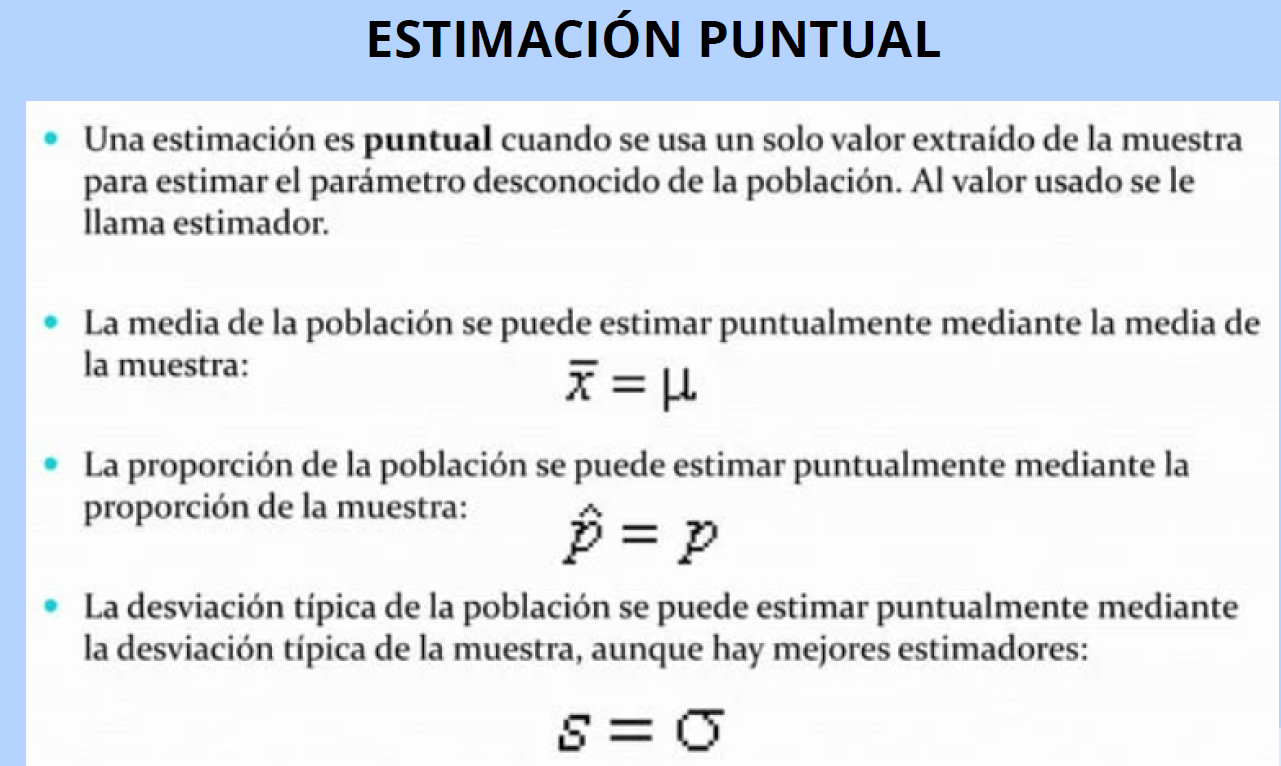 ESTIMACIÓN PUNTUAL
• Una estimación es puntual cuando se usa un solo valor extraído de la muestra
para estimar el parámetro desconocido de la población. Al valor usado se le
llama estimador.
• La media de la población se puede estimar puntualmente mediante la media de
la muestra:
x̅ = μ
• La proporción de la población se puede estimar puntualmente mediante la
proporción de la muestra:
p̂ = p
• La desviación típica de la población se puede estimar puntualmente mediante
la desviación típica de la muestra, aunque hay mejores estimadores:
s = σ